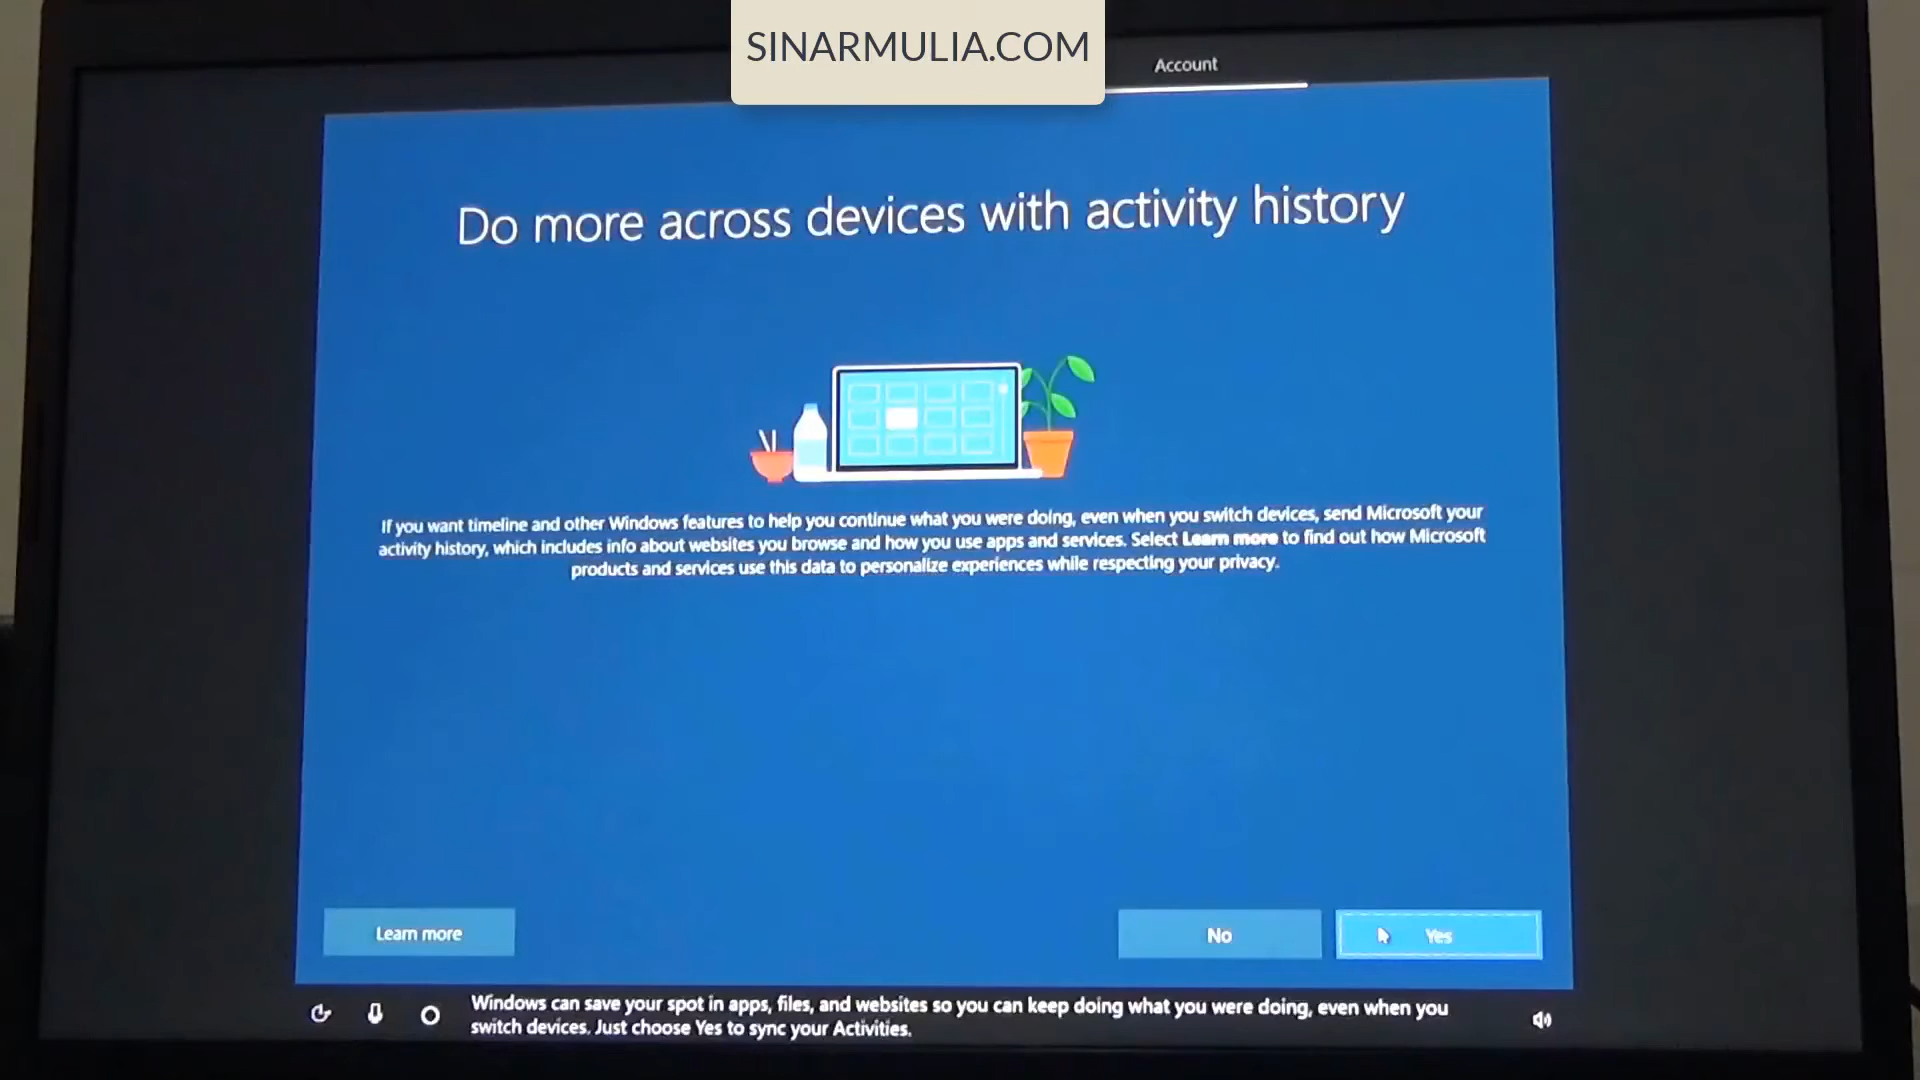 SINARMULIA.COM
Account
Do more across devices with activity history
If you want timeline and other Windows features to help you continue what you were doing, even when you switch devices, send Microsoft your
activity history, which includes info about websites you browse and how you use apps and services. Select Learn more to find out how Microsoft
products and services use this data to personalize experiences while respecting your privacy.
Learn more
No
Yes
Windows can save your spot in apps, files, and websites so you can keep doing what you were doing, even when you
switch devices. Just choose Yes to sync your Activities.